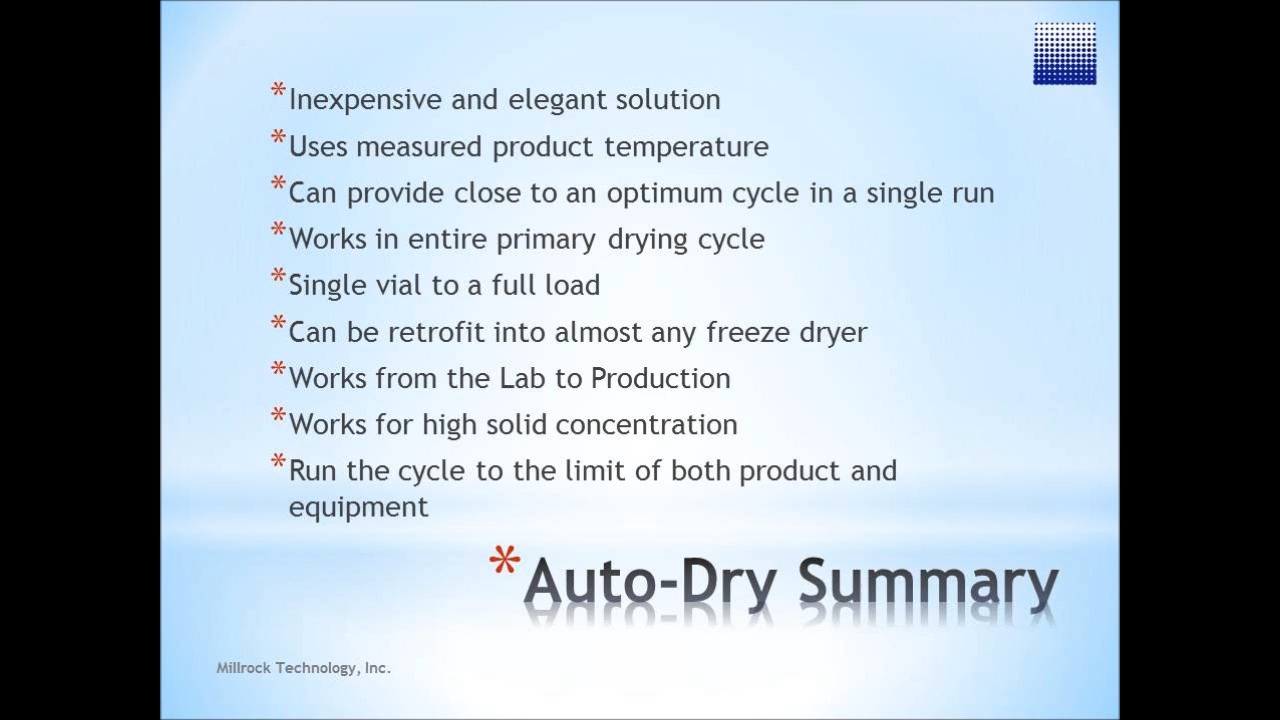 *Inexpensive and elegant solution
*Uses measured product temperature
*Can provide close to an optimum cycle in a single run
*Works in entire primary drying cycle
*Single vial to a full load
*Can be retrofit into almost any freeze dryer
*Works from the Lab to Production
*Works for high solid concentration
*Run the cycle to the limit of both product and
equipment
*Auto-Dry Summary
Millrock Technology, Inc.